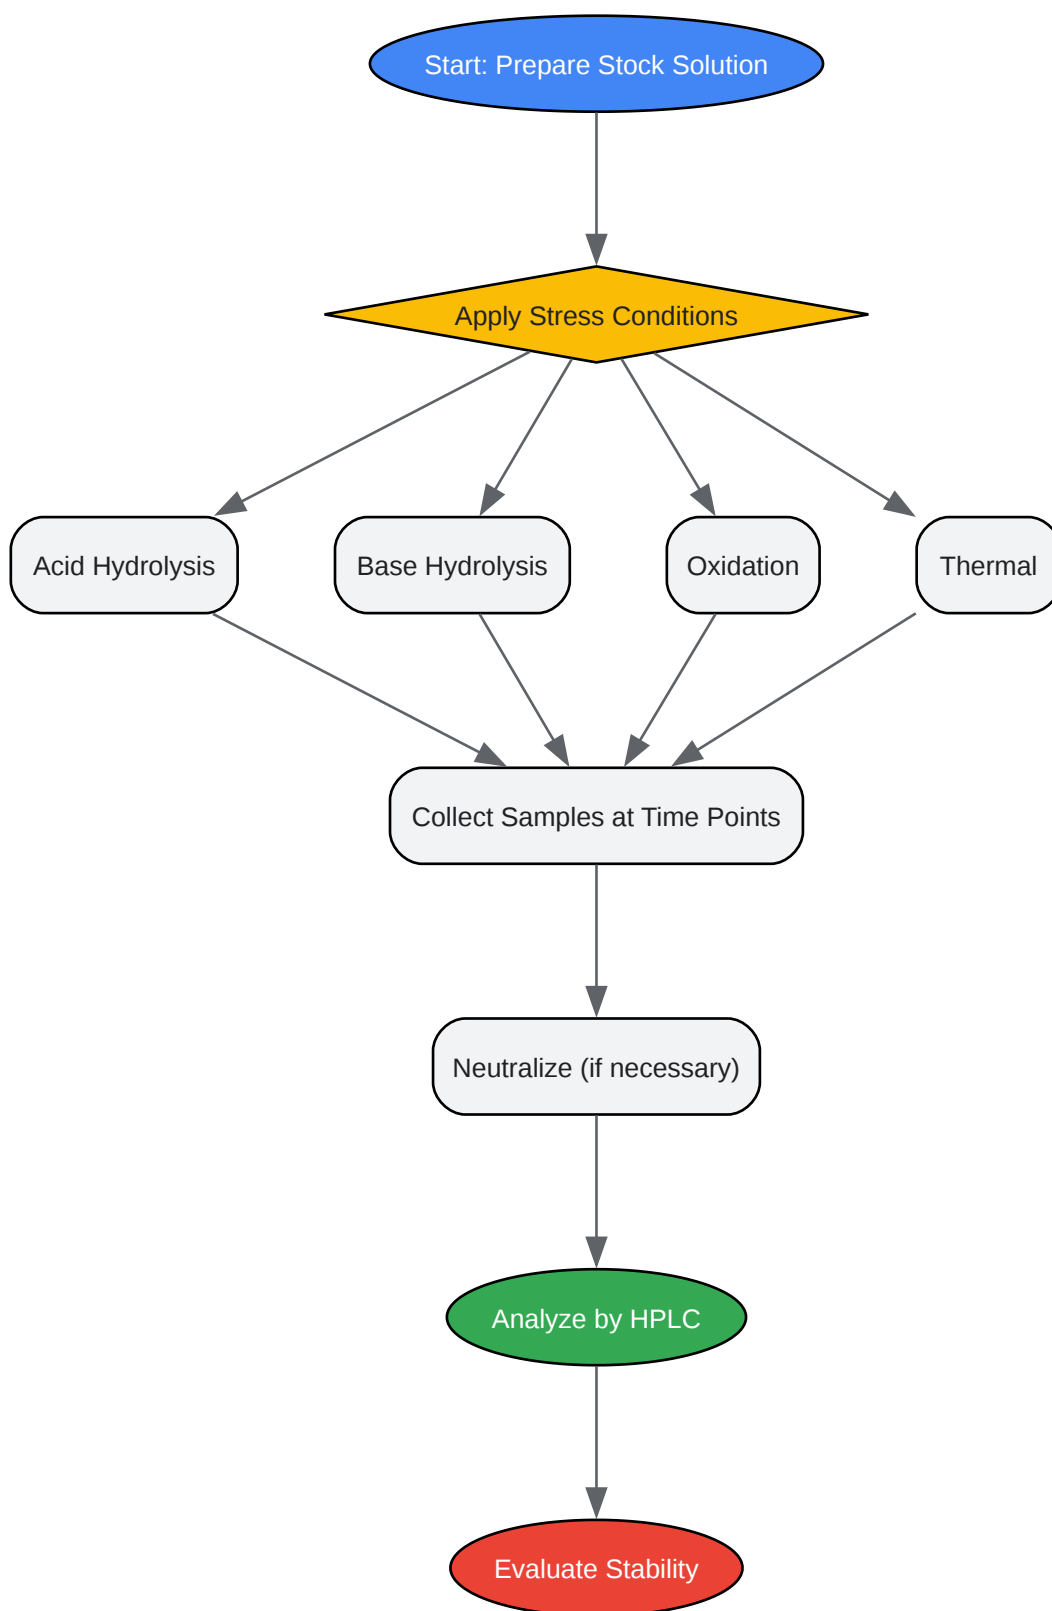 Start: Prepare Stock Solution
Apply Stress Conditions
Acid Hydrolysis
Base Hydrolysis
Oxidation
Thermal
Collect Samples at Time Points
Neutralize (if necessary)
Analyze by HPLC
Evaluate Stability